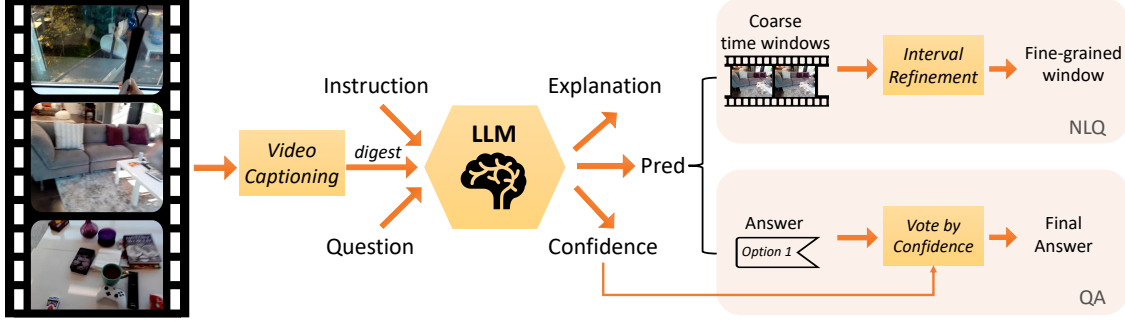 Video
Captioning
Instruction
digest
Question
LLM
Explanation
Pred
Confidence
Coarse
time windows
Interval
Refinement
Fine-grained
window
NLQ
Answer
Option 1
Vote by
Confidence
Final
Answer
QA